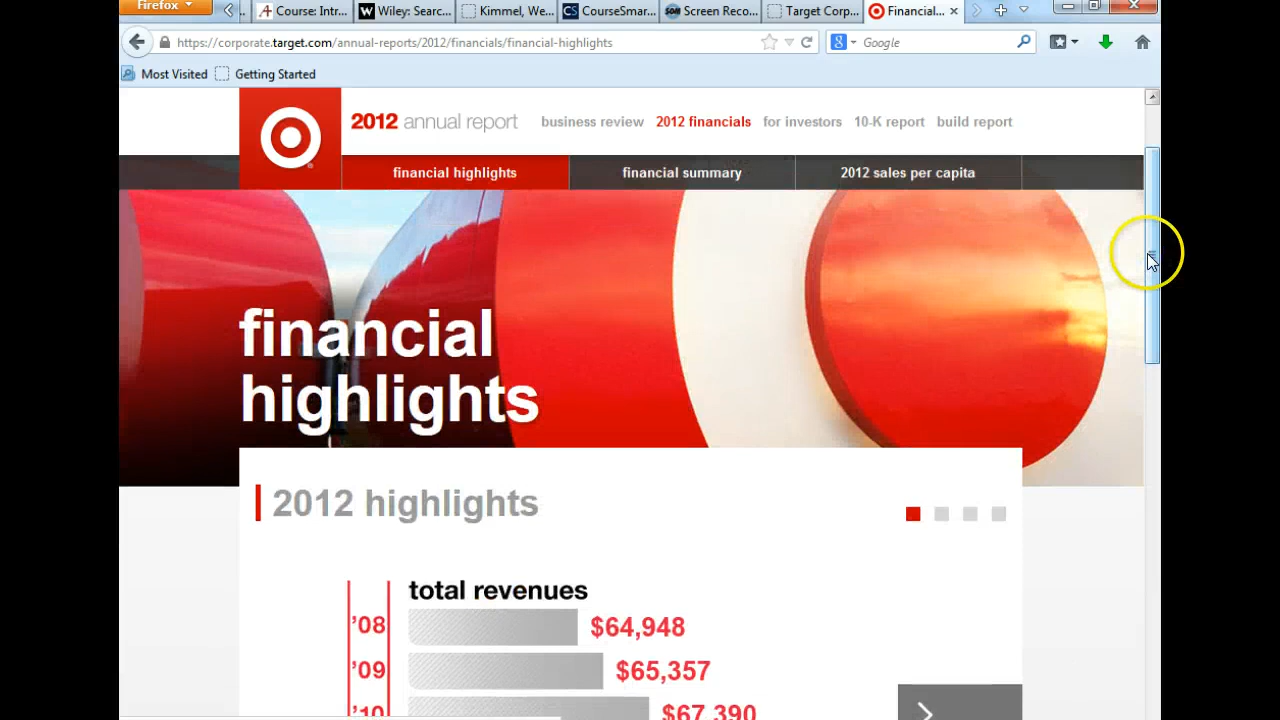 Firefox
Course: Intr...
Wiley: Searc...
Kimmel, We...
CS CourseSmar...
SOM Screen Reco...
Target Corp...
Financial...
https://corporate.target.com/annual-reports/2012/financials/financial-highlights
Google
Most Visited
Getting Started
2012 annual report
business review
2012 financials
for investors
10-K report
build report
financial highlights
financial summary
2012 sales per capita
financial
highlights
2012 highlights
total revenues
'08 $64,948
'09 $65,357
'10 $67,390